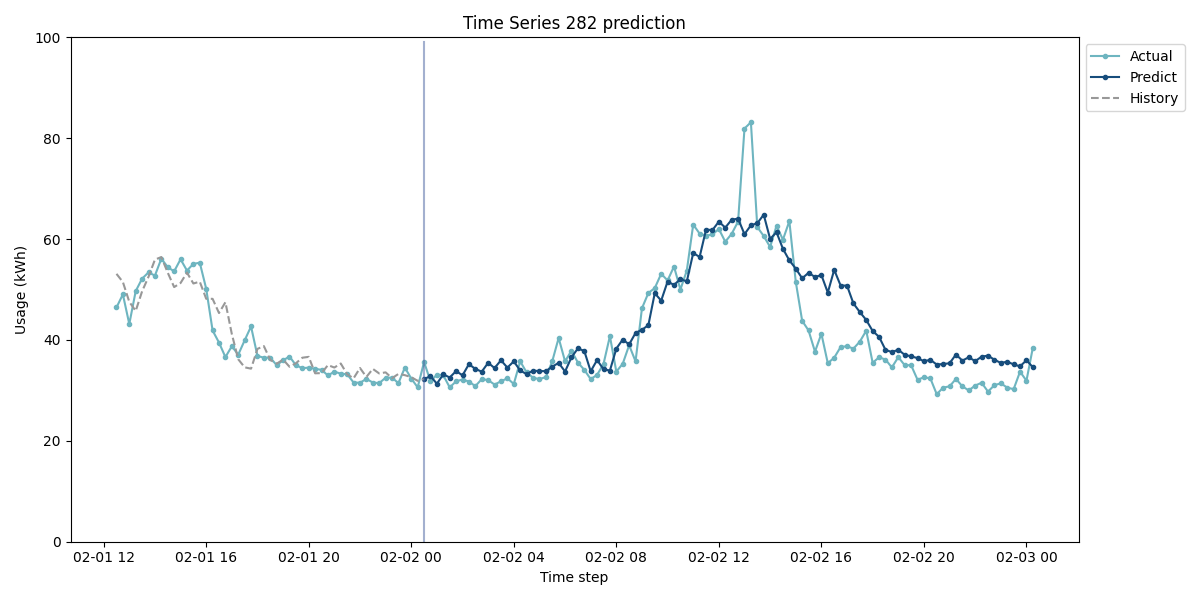 Time Series 282 prediction
100
80
60
40
20
0
Usage (kWh)
02-01 12
02-01 16
02-01 20
02-02 00
02-02 04
02-02 08
02-02 12
02-02 16
02-02 20
02-03 00
Time step
Actual
Predict
History